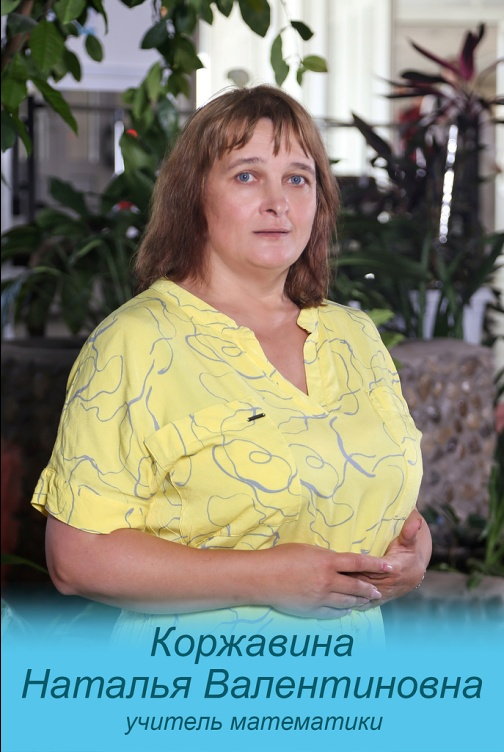 Коржавина
Наталья Валентиновна
учитель математики